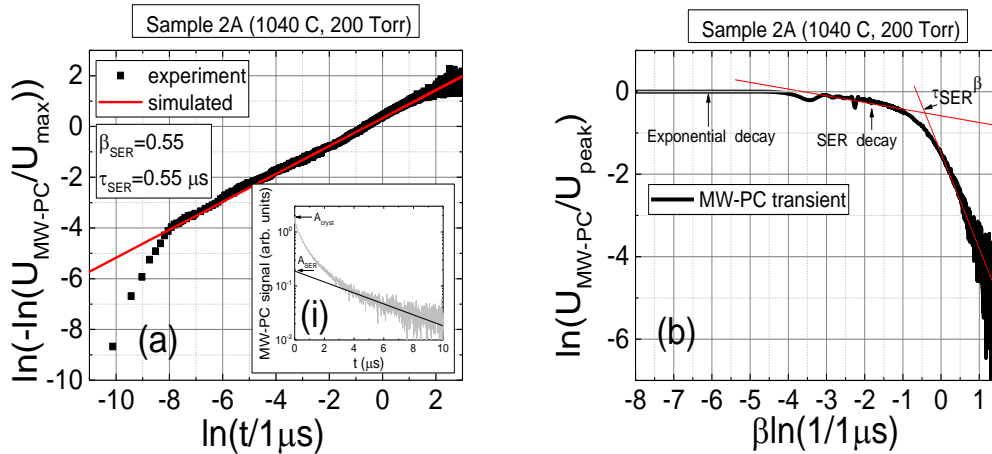 Sample 2A (1040 C, 200 Torr)
experiment
simulated
β_SER=0.55
τ_SER=0.55 μs
ln(-ln(U_MW-PC/U_max))
2
0
-2
-4
-6
-8
-10
(a)
MW-PC signal (arb. units)
A_cryst
A_SER
10^0
10^-1
10^-2
(i)
0 2 4 6 8 10
t (μs)
-10 -8 -6 -4 -2 0 2
ln(t/1μs)
Sample 2A (1040 C, 200 Torr)
ln(U_MW-PC/U_peak)
0
-2
-4
-6
τ_SER^β
Exponential decay
SER decay
MW-PC transient
(b)
-8 -7 -6 -5 -4 -3 -2 -1 0 1
βln(1/1μs)